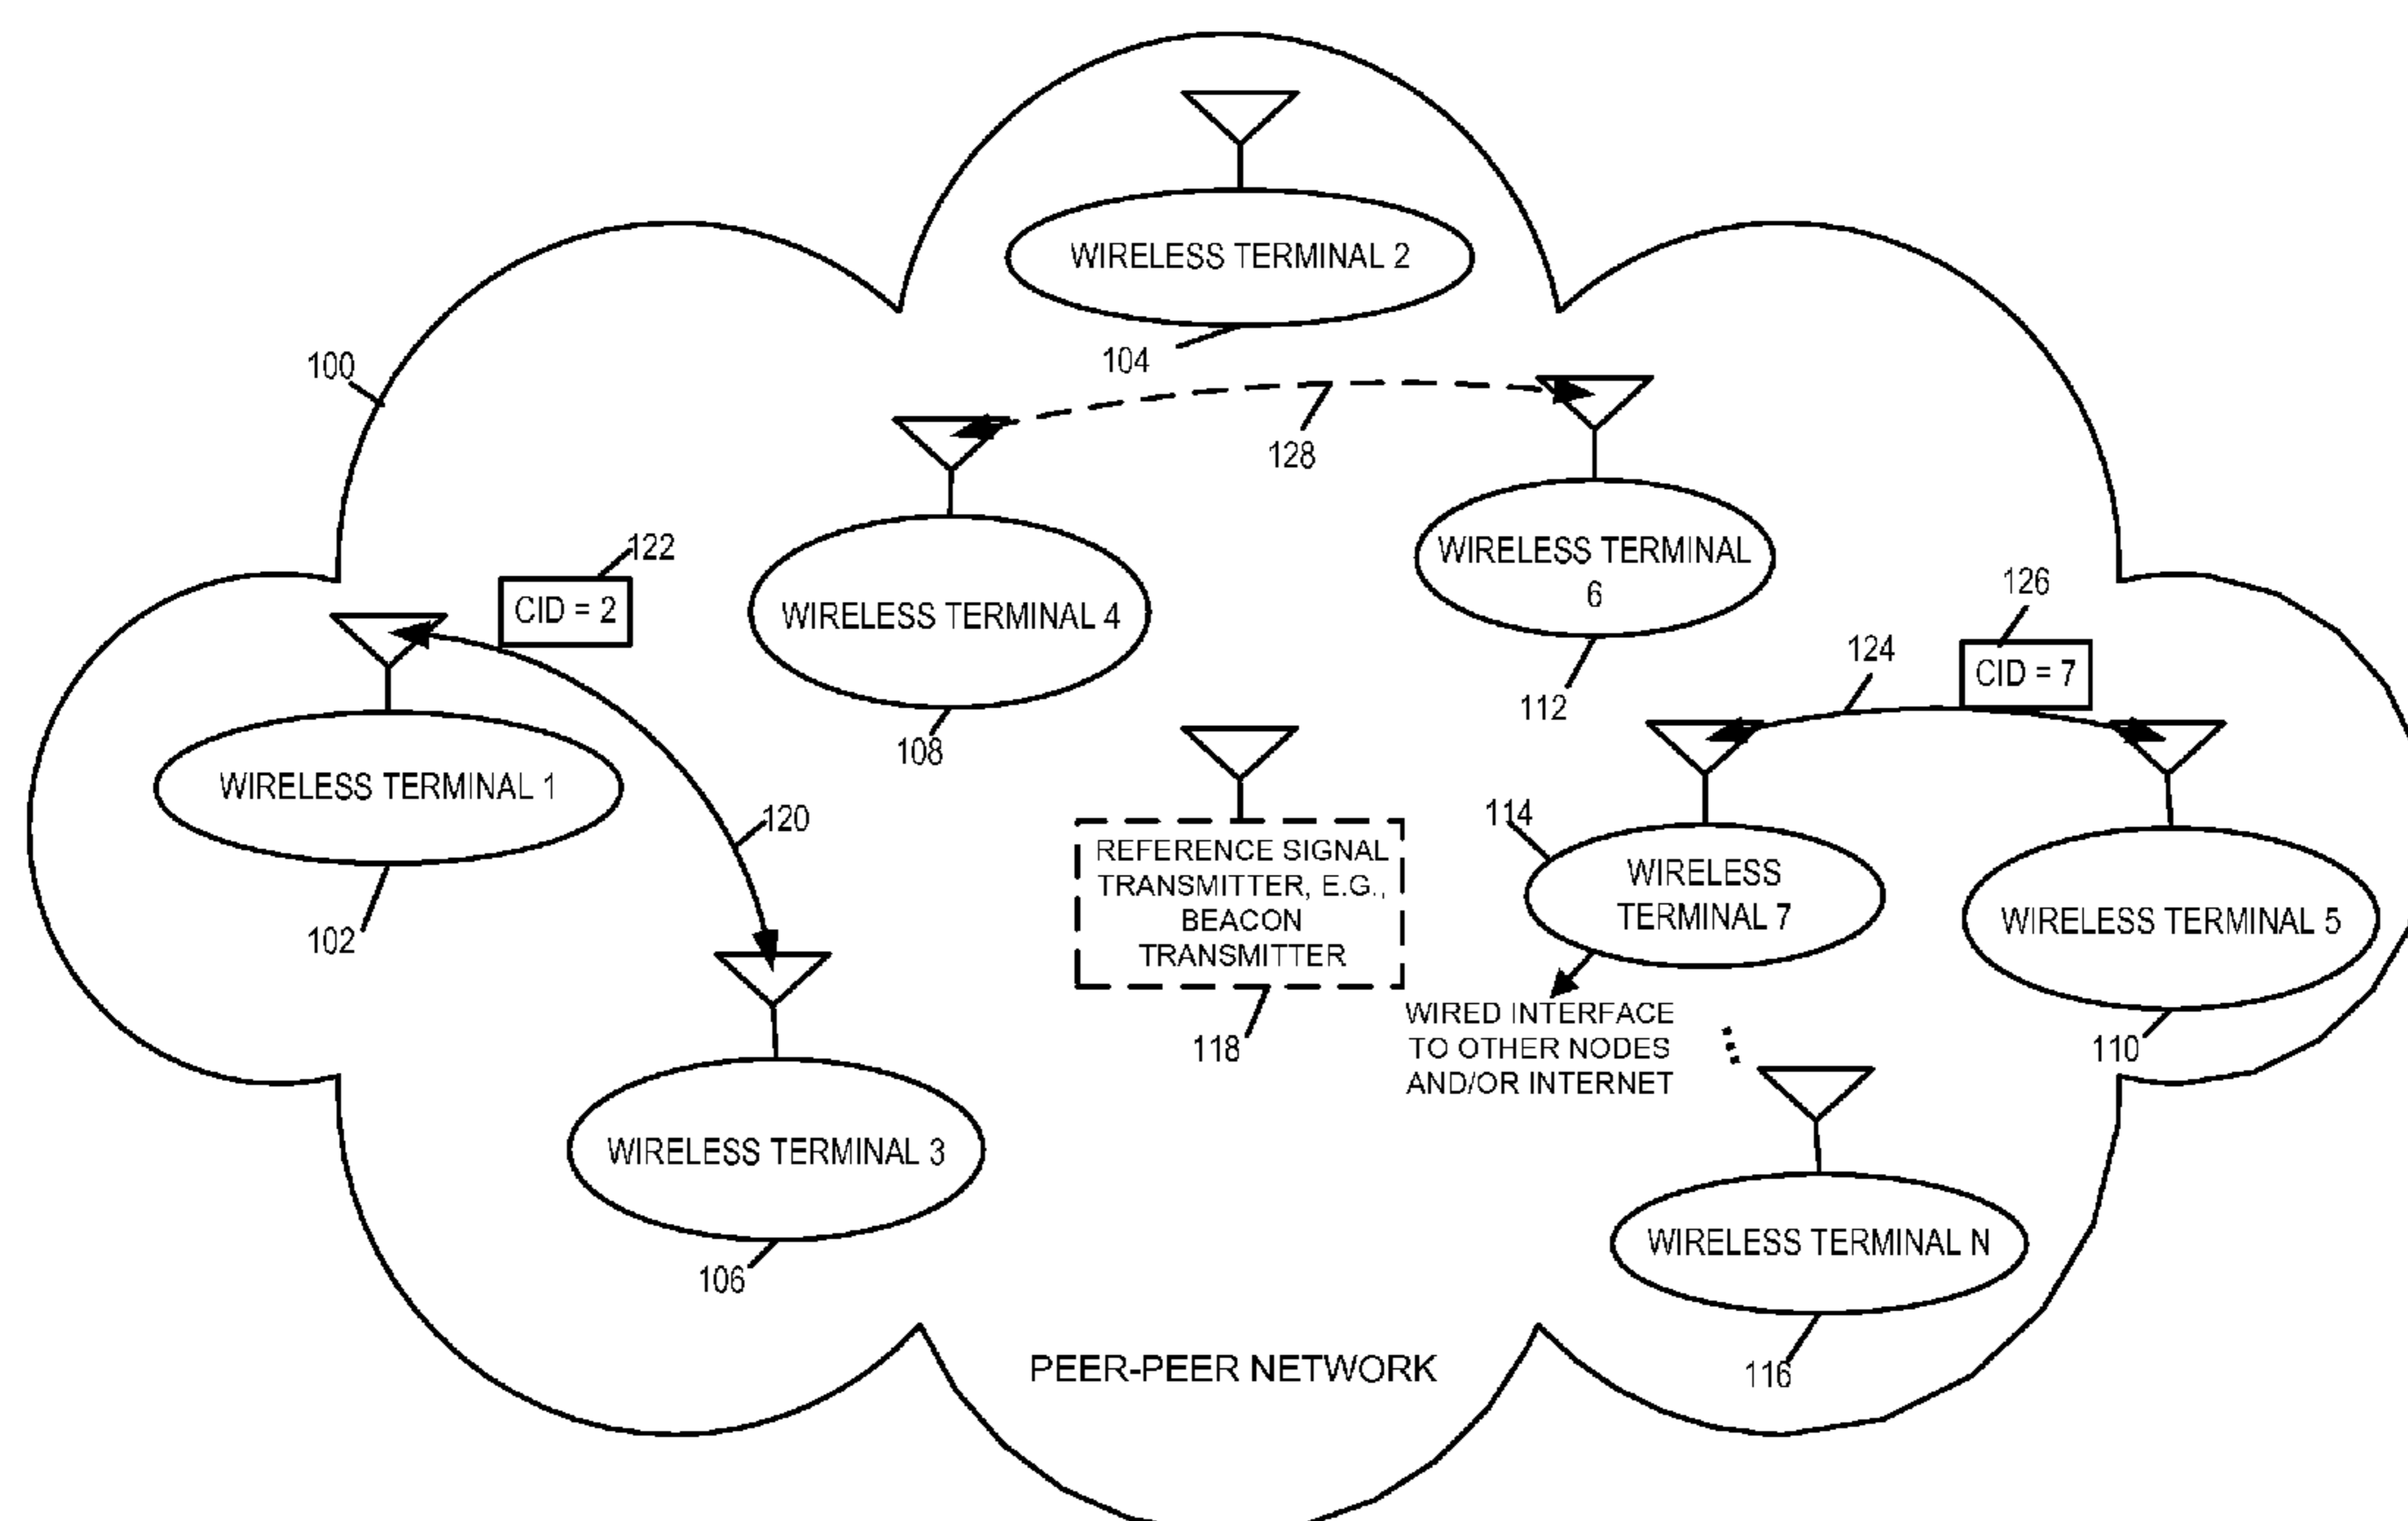 WIRELESS TERMINAL 2
104
100
128
122
CID = 2
WIRELESS TERMINAL 4
108
WIRELESS TERMINAL
6
112
126
CID = 7
124
WIRELESS TERMINAL 1
102
120
REFERENCE SIGNAL
TRANSMITTER, E.G.,
BEACON
TRANSMITTER
118
114
WIRELESS
TERMINAL 7
WIRELESS TERMINAL 5
110
WIRED INTERFACE
TO OTHER NODES
AND/OR INTERNET
WIRELESS TERMINAL 3
106
WIRELESS TERMINAL N
116
PEER-PEER NETWORK